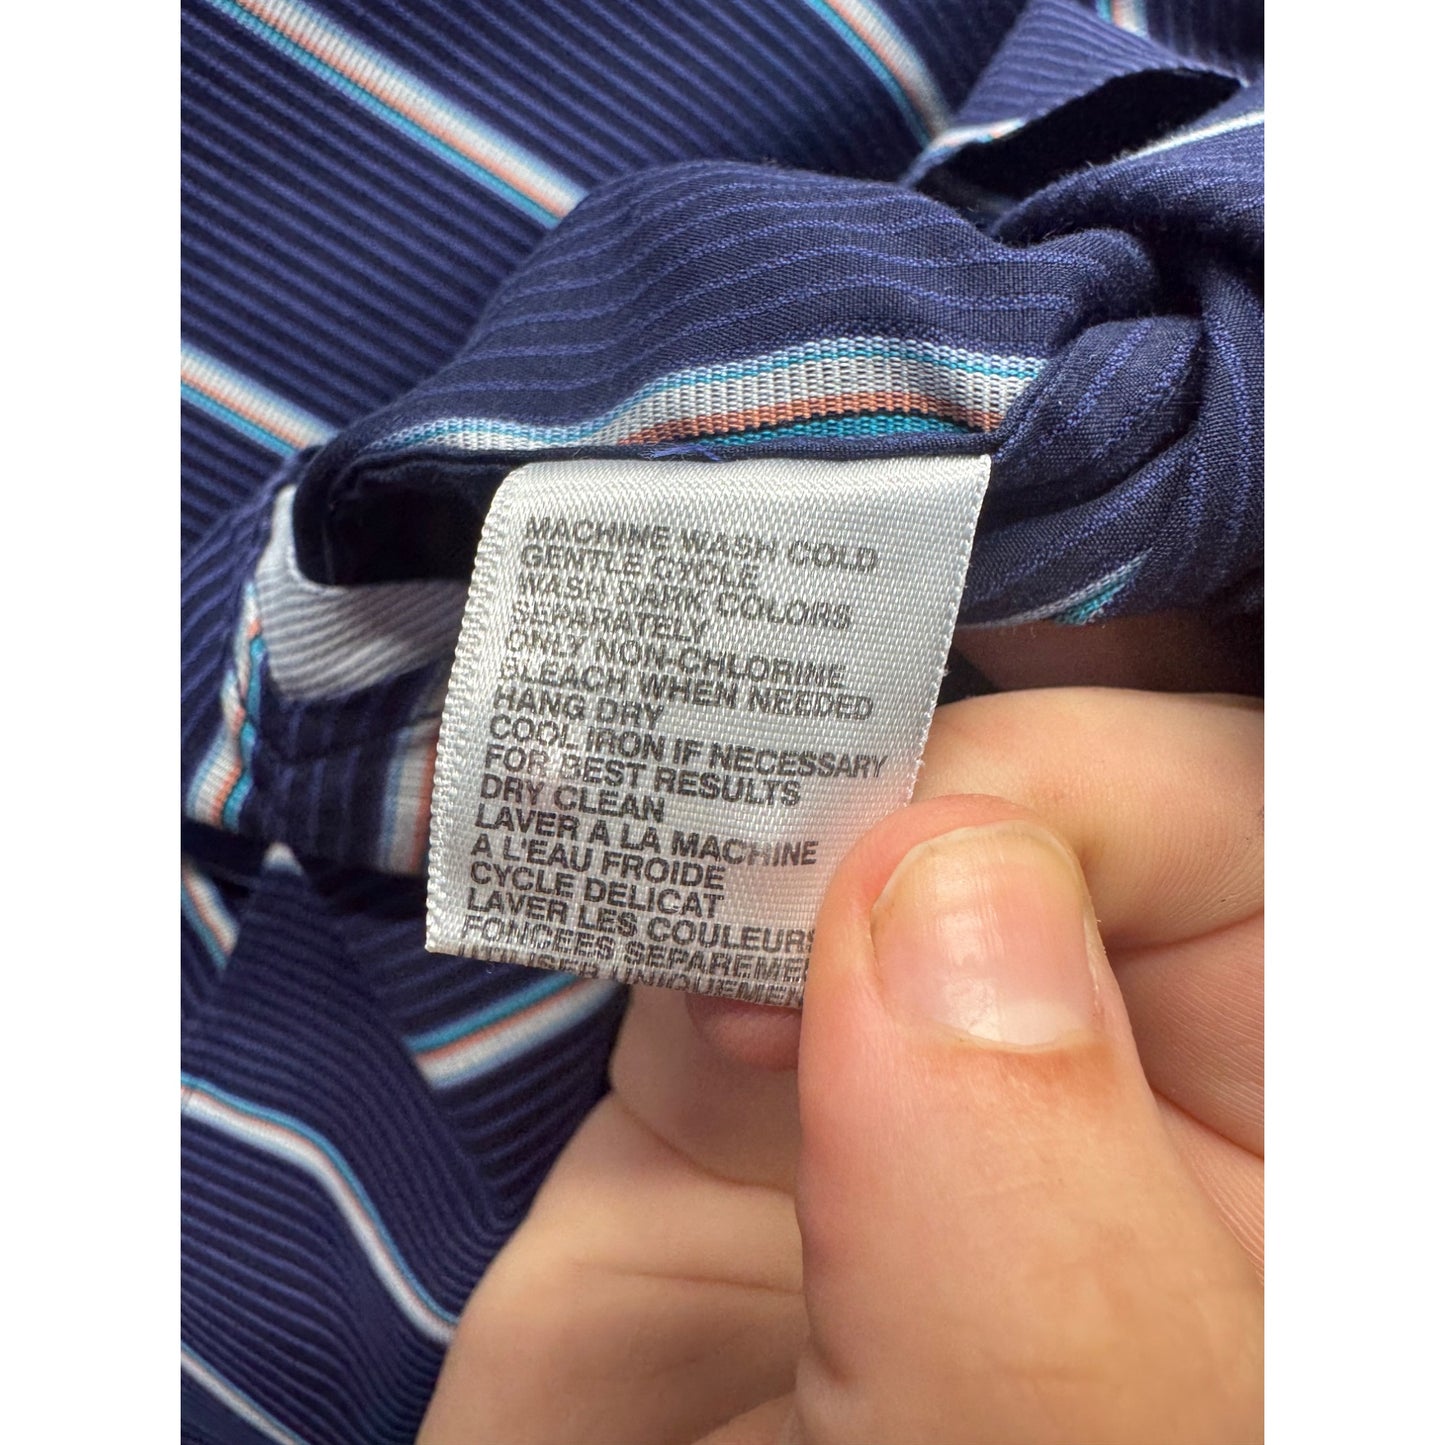 MACHINE WASH COLD
GENTLE CYCLE
WASH DARK COLORS
SEPARATELY
ONLY NON-CHLORINE
BLEACH WHEN NEEDED
HANG DRY
COOL IRON IF NECESSARY
FOR BEST RESULTS
DRY CLEAN
LAVER A LA MACHINE
A L'EAU FROIDE
CYCLE DELICAT
LAVER LES COULEURS
FONCEES